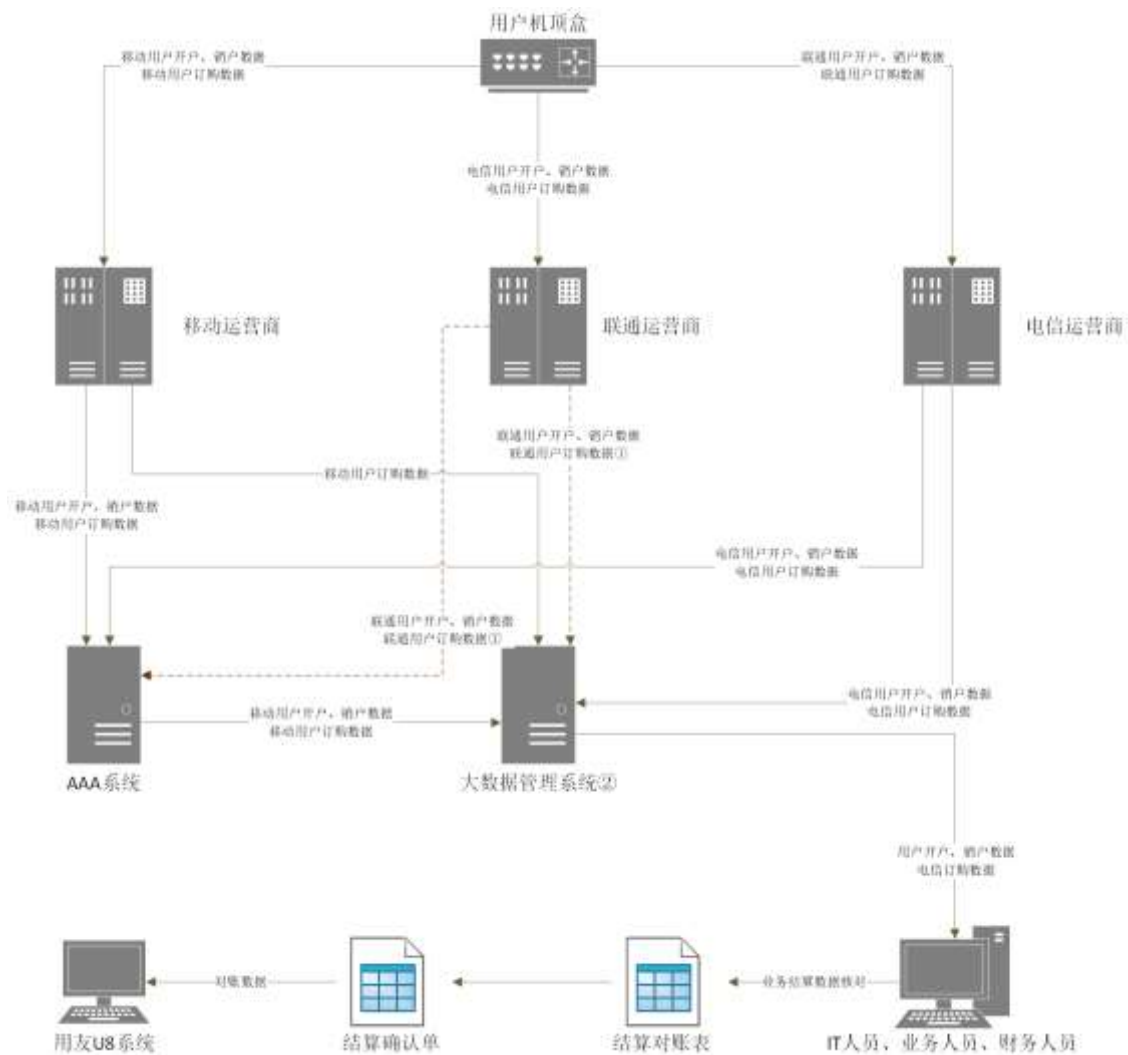 用户机顶盒
移动用户开户、销户数据
移动用户订购数据
联通用户开户、销户数据
联通用户订购数据
电信用户开户、销户数据
电信用户订购数据
移动运营商
联通运营商
电信运营商
联通用户开户、销户数据
联通用户订购数据①
移动用户订购数据
移动用户开户、销户数据
移动用户订购数据
电信用户开户、销户数据
电信用户订购数据
联通用户开户、销户数据
联通用户订购数据①
电信用户开户、销户数据
电信用户订购数据
移动用户开户、销户数据
移动用户订购数据
AAA系统
大数据管理系统②
用户开户、销户数据
电信订购数据
对账数据
业务结算数据核对
用友U8系统
结算确认单
结算对账表
IT人员、业务人员、财务人员